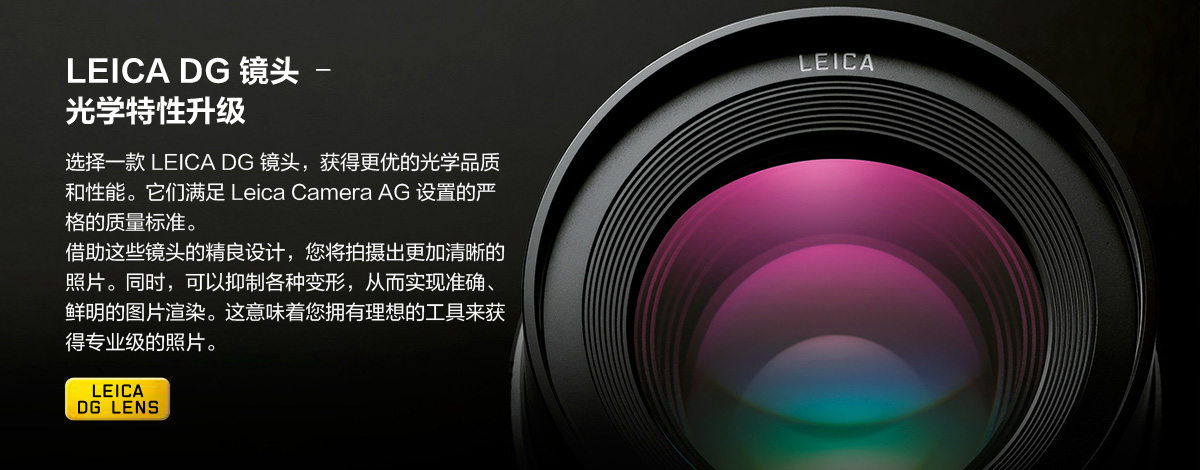 LEICA DG 镜头 –
光学特性升级
选择一款 LEICA DG 镜头，获得更优的光学品质
和性能。它们满足 Leica Camera AG 设置的严
格的质量标准。
借助这些镜头的精良设计，您将拍摄出更加清晰的
照片。同时，可以抑制各种变形，从而实现准确、
鲜明的图片渲染。这意味着您拥有理想的工具来获
得专业级的照片。
LEICA
DG LENS
LEICA